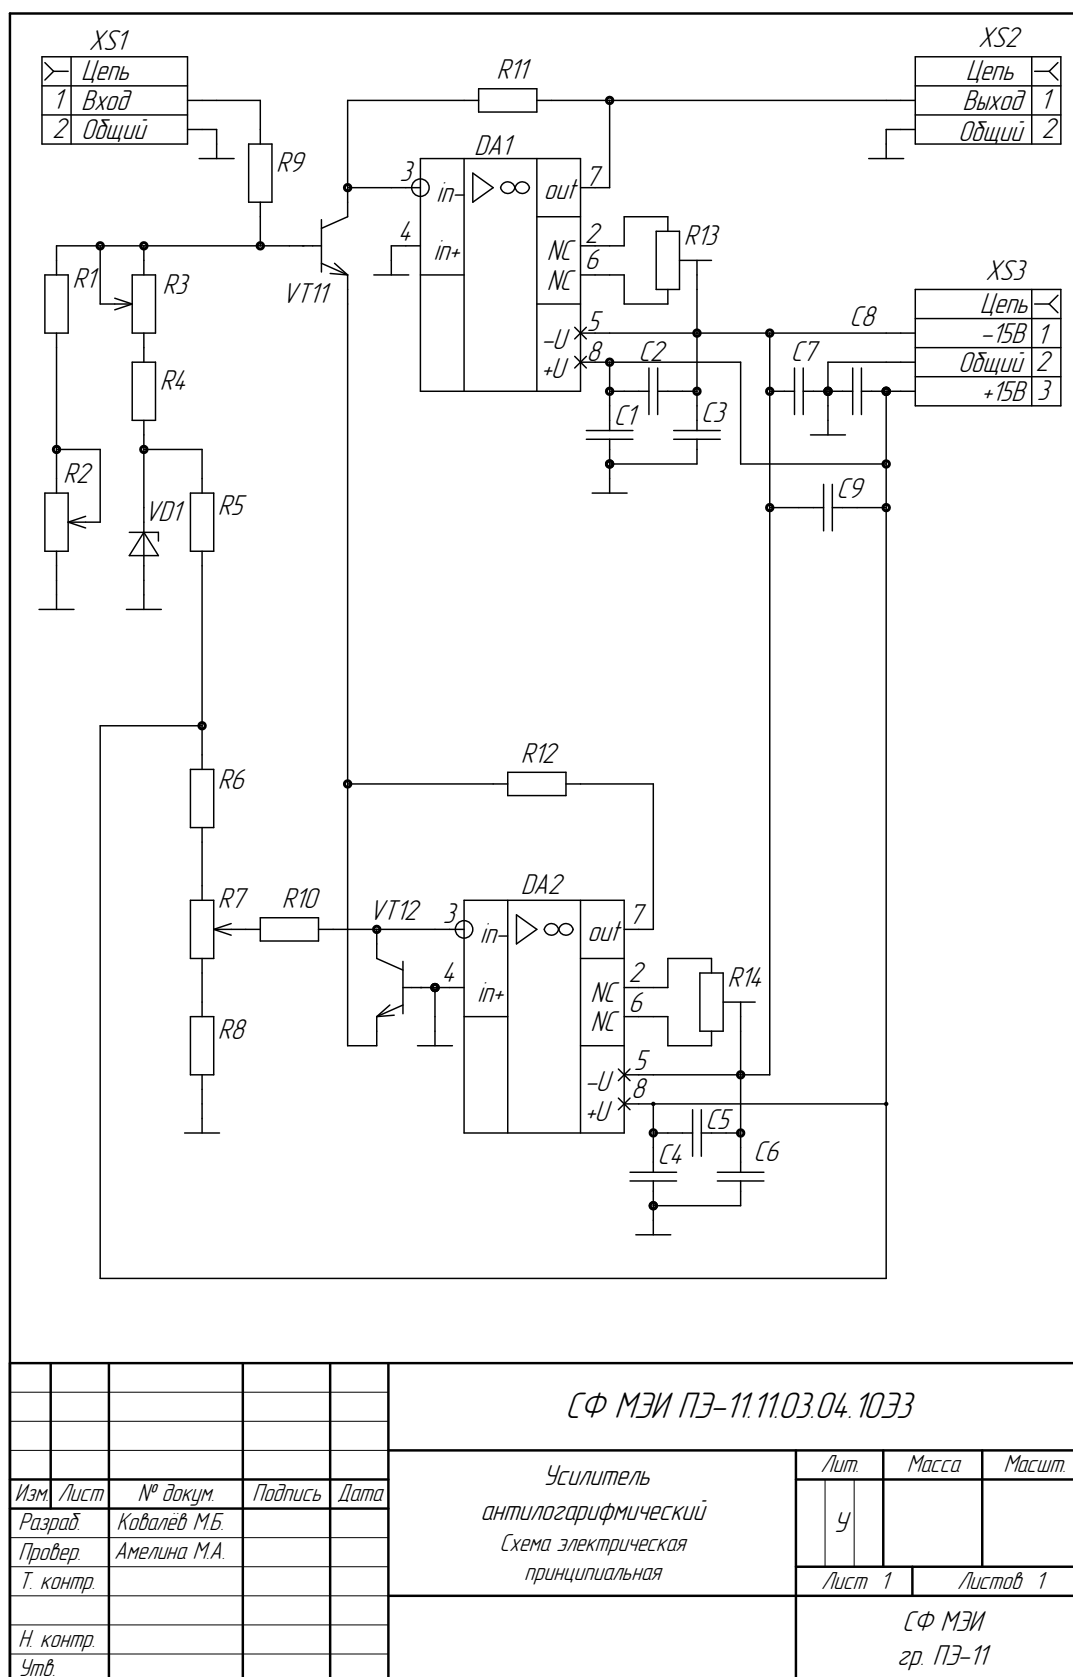 XS1
Цепь
1 Вход
2 Общий
XS2
Цепь
Выход 1
Общий 2
R11
DA1
R9
3 in- ▷ ∞ out 7
4 in+
NC 2
NC 6
R13
-U 5
+U 8
VT11
R1
R3
XS3
Цепь
-15В 1
Общий 2
+15В 3
C8
C2
C7
R4
C1
C3
R2
VD1
R5
C9
R12
R6
DA2
R7
R10
VT12
3 in- ▷ ∞ out 7
4 in+
NC 2
NC 6
R14
R8
-U 5
+U 8
C5
C4
C6
СФ МЭИ ПЭ-11.11.03.04.10ЭЗ
Усилитель
антилогарифмический
Схема электрическая
принципиальная
Лит. Масса Масшт.
У
Лист 1 Листов 1
СФ МЭИ
гр. ПЭ-11
Изм. Лист № докум. Подпись Дата
Разраб. Ковалёв М.Б.
Провер. Амелина М.А.
Т. контр.
Н. контр.
Утв.